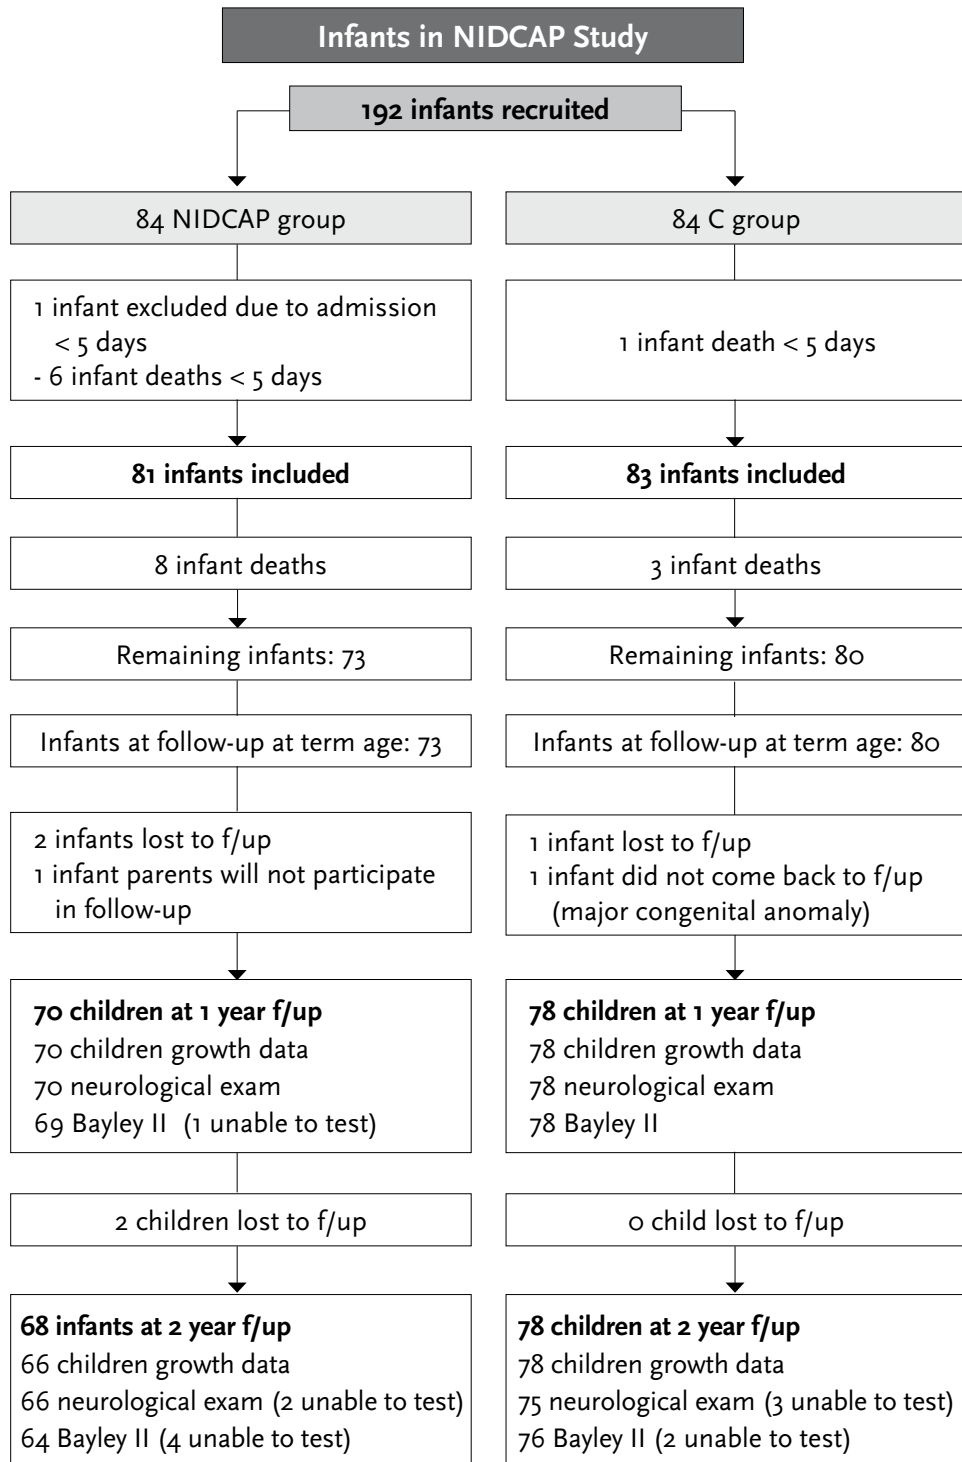 Infants in NIDCAP Study
192 infants recruited
84 NIDCAP group
84 C group
1 infant excluded due to admission
< 5 days
- 6 infant deaths < 5 days
1 infant death < 5 days
81 infants included
83 infants included
8 infant deaths
3 infant deaths
Remaining infants: 73
Remaining infants: 80
Infants at follow-up at term age: 73
Infants at follow-up at term age: 80
2 infants lost to f/up
1 infant parents will not participate
in follow-up
1 infant lost to f/up
1 infant did not come back to f/up
(major congenital anomaly)
70 children at 1 year f/up
70 children growth data
70 neurological exam
69 Bayley II (1 unable to test)
78 children at 1 year f/up
78 children growth data
78 neurological exam
78 Bayley II
2 children lost to f/up
0 child lost to f/up
68 infants at 2 year f/up
66 children growth data
66 neurological exam (2 unable to test)
64 Bayley II (4 unable to test)
78 children at 2 year f/up
78 children growth data
75 neurological exam (3 unable to test)
76 Bayley II (2 unable to test)